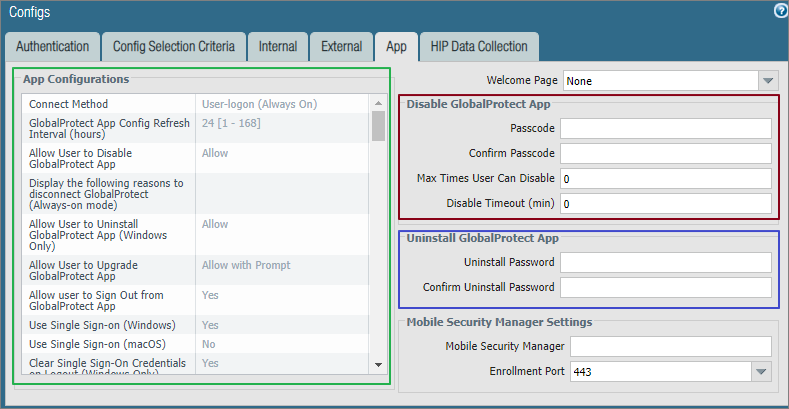 Configs
?
Authentication
Config Selection Criteria
Internal
External
App
HIP Data Collection
App Configurations
Connect Method
User-logon (Always On)
GlobalProtect App Config Refresh
Interval (hours)
24 [1 - 168]
Allow User to Disable
GlobalProtect App
Allow
Display the following reasons to
disconnect GlobalProtect
(Always-on mode)
Allow User to Uninstall
GlobalProtect App (Windows
Only)
Allow
Allow User to Upgrade
GlobalProtect App
Allow with Prompt
Allow user to Sign Out from
GlobalProtect App
Yes
Use Single Sign-on (Windows)
Yes
Use Single Sign-on (macOS)
No
Clear Single Sign-On Credentials
on Logout (Windows Only)
Yes
Welcome Page
None
Disable GlobalProtect App
Passcode
Confirm Passcode
Max Times User Can Disable
0
Disable Timeout (min)
0
Uninstall GlobalProtect App
Uninstall Password
Confirm Uninstall Password
Mobile Security Manager Settings
Mobile Security Manager
Enrollment Port
443